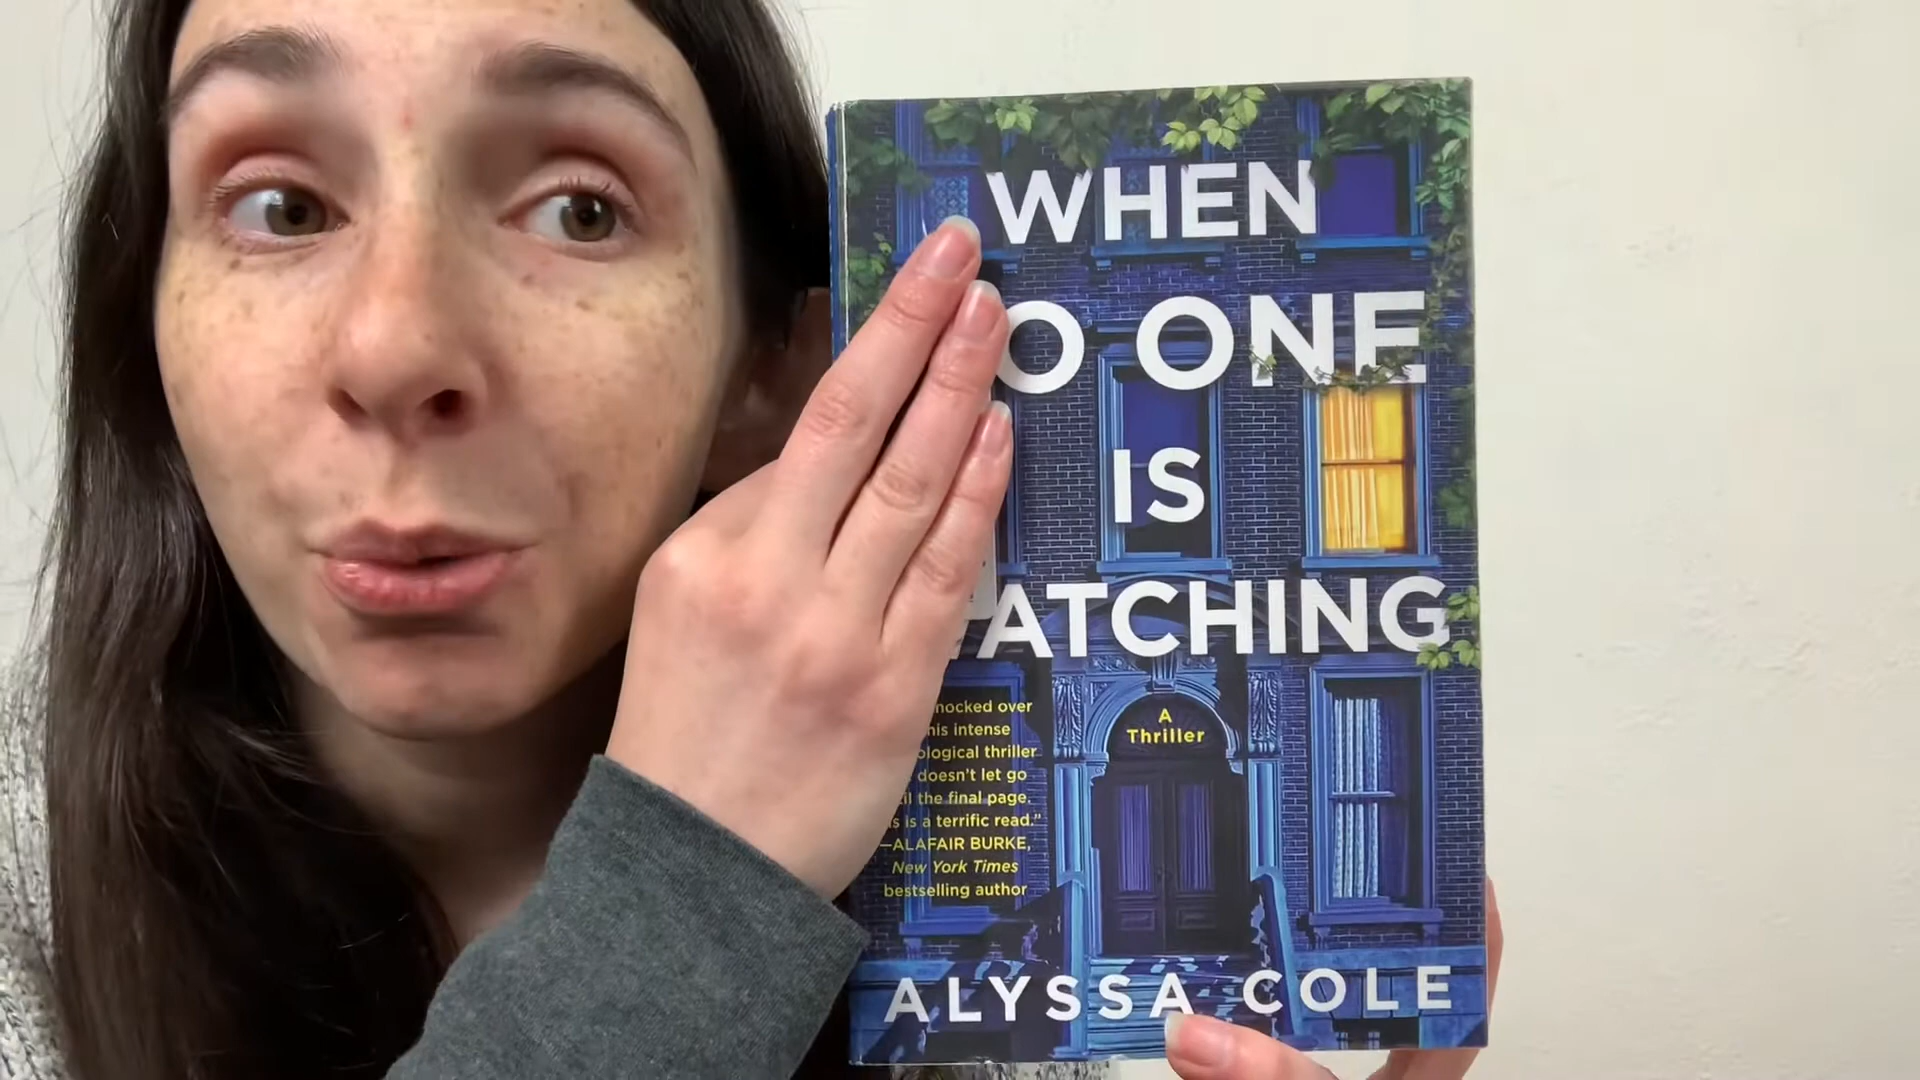 WHEN
O ONE
IS
ATCHING
nocked over
his intense
ological thriller
doesn't let go
il the final page.
s is a terrific read."
—ALAFAIR BURKE,
New York Times
bestselling author
A
Thriller
ALYSSA COLE